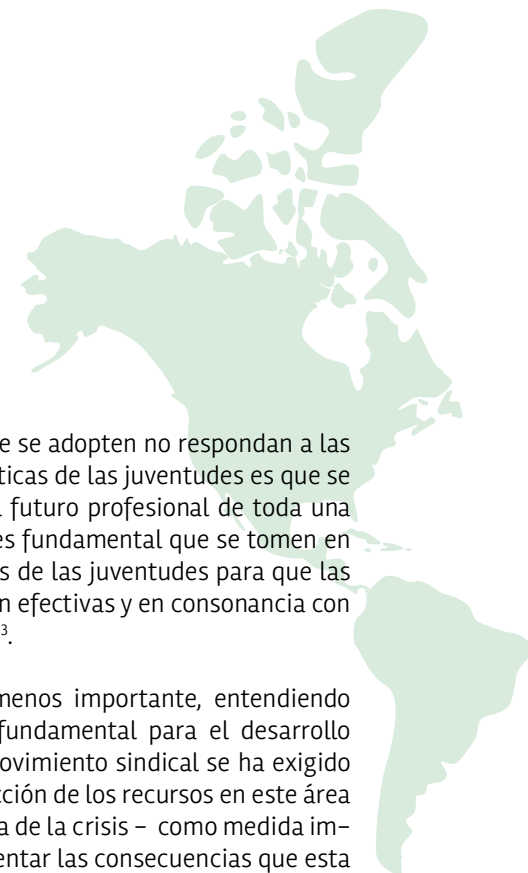 e se adopten no respondan a las
ticas de las juventudes es que se
futuro profesional de toda una
es fundamental que se tomen en
s de las juventudes para que las
n efectivas y en consonancia con
³.
menos importante, entendiendo
fundamental para el desarrollo
ovimiento sindical se ha exigido
cción de los recursos en este área
a de la crisis – como medida im-
entar las consecuencias que esta